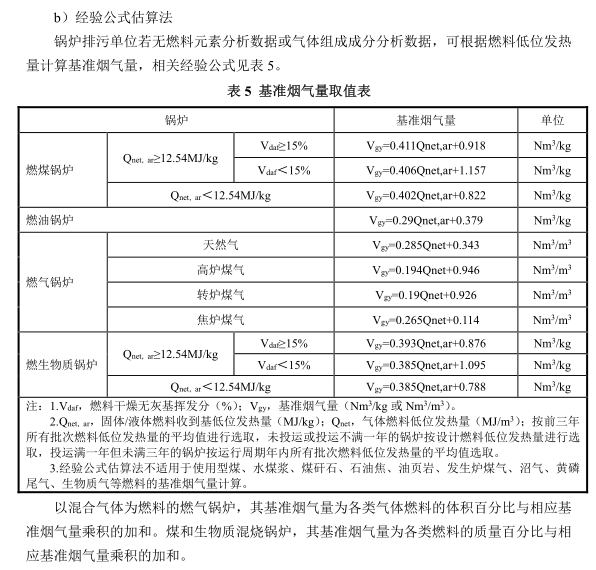 b）经验公式估算法
锅炉排污单位若无燃料元素分析数据或气体组成成分分析数据，可根据燃料低位发热
量计算基准烟气量，相关经验公式见表 5。
表 5 基准烟气量取值表
锅炉 基准烟气量 单位
燃煤锅炉 Qnet, ar≥12.54MJ/kg Vdaf≥15% Vgy=0.411Qnet,ar+0.918 Nm3/kg
Vdaf＜15% Vgy=0.406Qnet,ar+1.157 Nm3/kg
Qnet, ar＜12.54MJ/kg Vgy=0.402Qnet,ar+0.822 Nm3/kg
燃油锅炉 Vgy=0.29Qnet,ar+0.379 Nm3/kg
燃气锅炉 天然气 Vgy=0.285Qnet+0.343 Nm3/m3
高炉煤气 Vgy=0.194Qnet+0.946 Nm3/m3
转炉煤气 Vgy=0.19Qnet+0.926 Nm3/m3
焦炉煤气 Vgy=0.265Qnet+0.114 Nm3/m3
燃生物质锅炉 Qnet, ar≥12.54MJ/kg Vdaf≥15% Vgy=0.393Qnet,ar+0.876 Nm3/kg
Vdaf＜15% Vgy=0.385Qnet,ar+1.095 Nm3/kg
Qnet, ar＜12.54MJ/kg Vgy=0.385Qnet,ar+0.788 Nm3/kg
注：1.Vdaf，燃料干燥无灰基挥发分（%）；Vgy，基准烟气量（Nm3/kg 或 Nm3/m3）。
2.Qnet, ar，固体/液体燃料收到基低位发热量（MJ/kg）；Qnet，气体燃料低位发热量（MJ/m3）；按前三年
所有批次燃料低位发热量的平均值进行选取，未投运或投运不满一年的锅炉按设计燃料低位发热量进行选
取，投运满一年但未满三年的锅炉按运行周期年内所有批次燃料低位发热量的平均值选取。
3.经验公式估算法不适用于使用型煤、水煤浆、煤矸石、石油焦、油页岩、发生炉煤气、沼气、黄磷
尾气、生物质气等燃料的基准烟气量计算。
以混合气体为燃料的燃气锅炉，其基准烟气量为各类气体燃料的体积百分比与相应基
准烟气量乘积的加和。煤和生物质混烧锅炉，其基准烟气量为各类燃料的质量百分比与相
应基准烟气量乘积的加和。